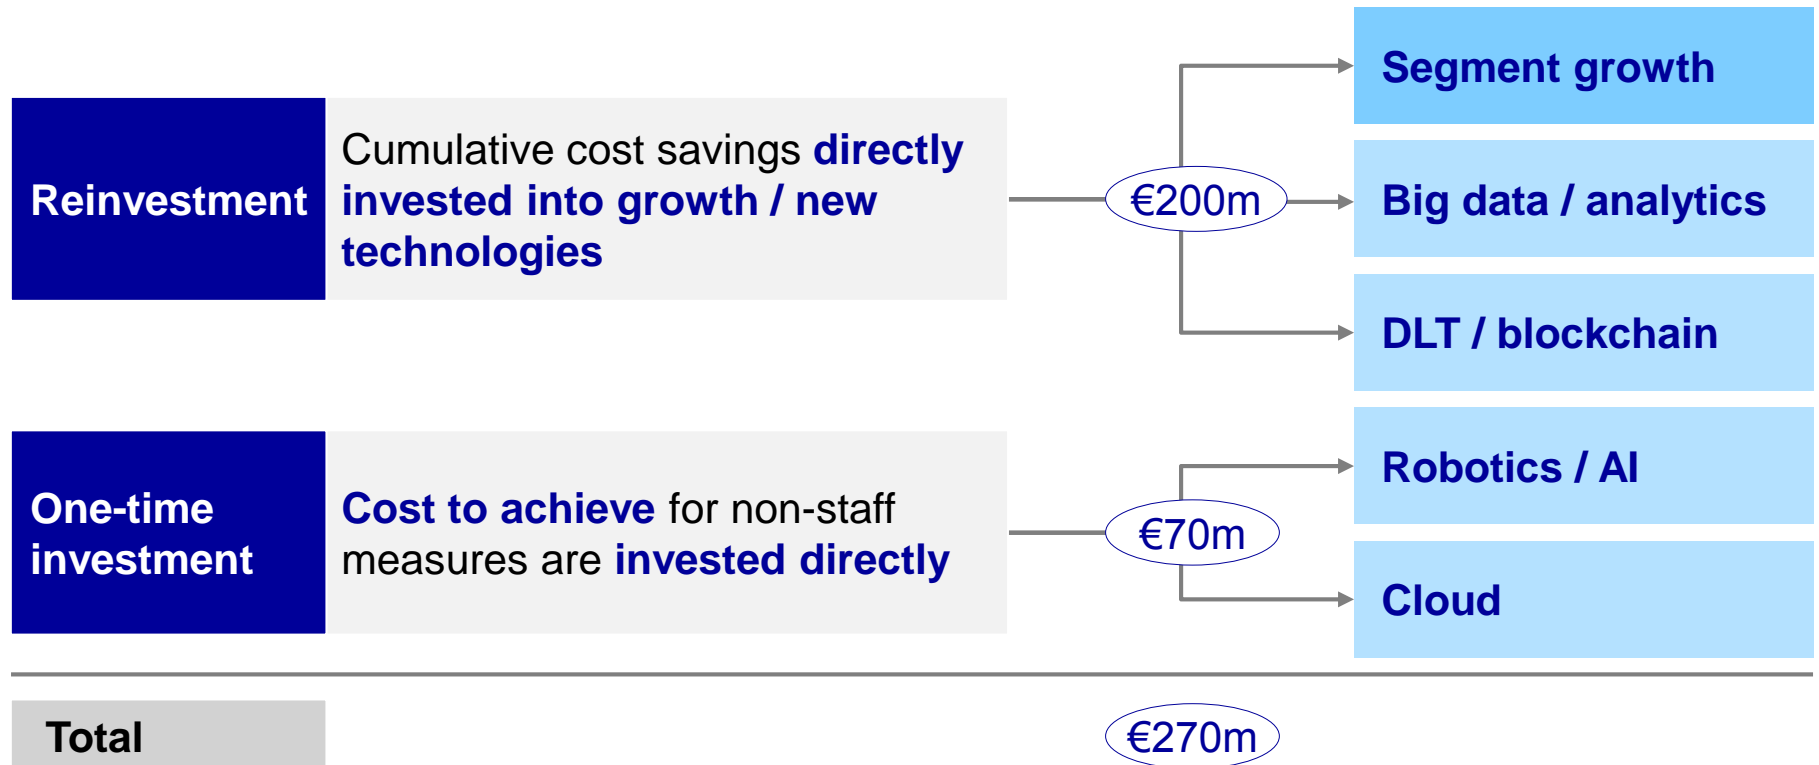 Segment growth
Reinvestment
Cumulative cost savings directly
invested into growth / new
technologies
€200m
Big data / analytics
DLT / blockchain
One-time
investment
Cost to achieve for non-staff
measures are invested directly
€70m
Robotics / AI
Cloud
Total
€270m